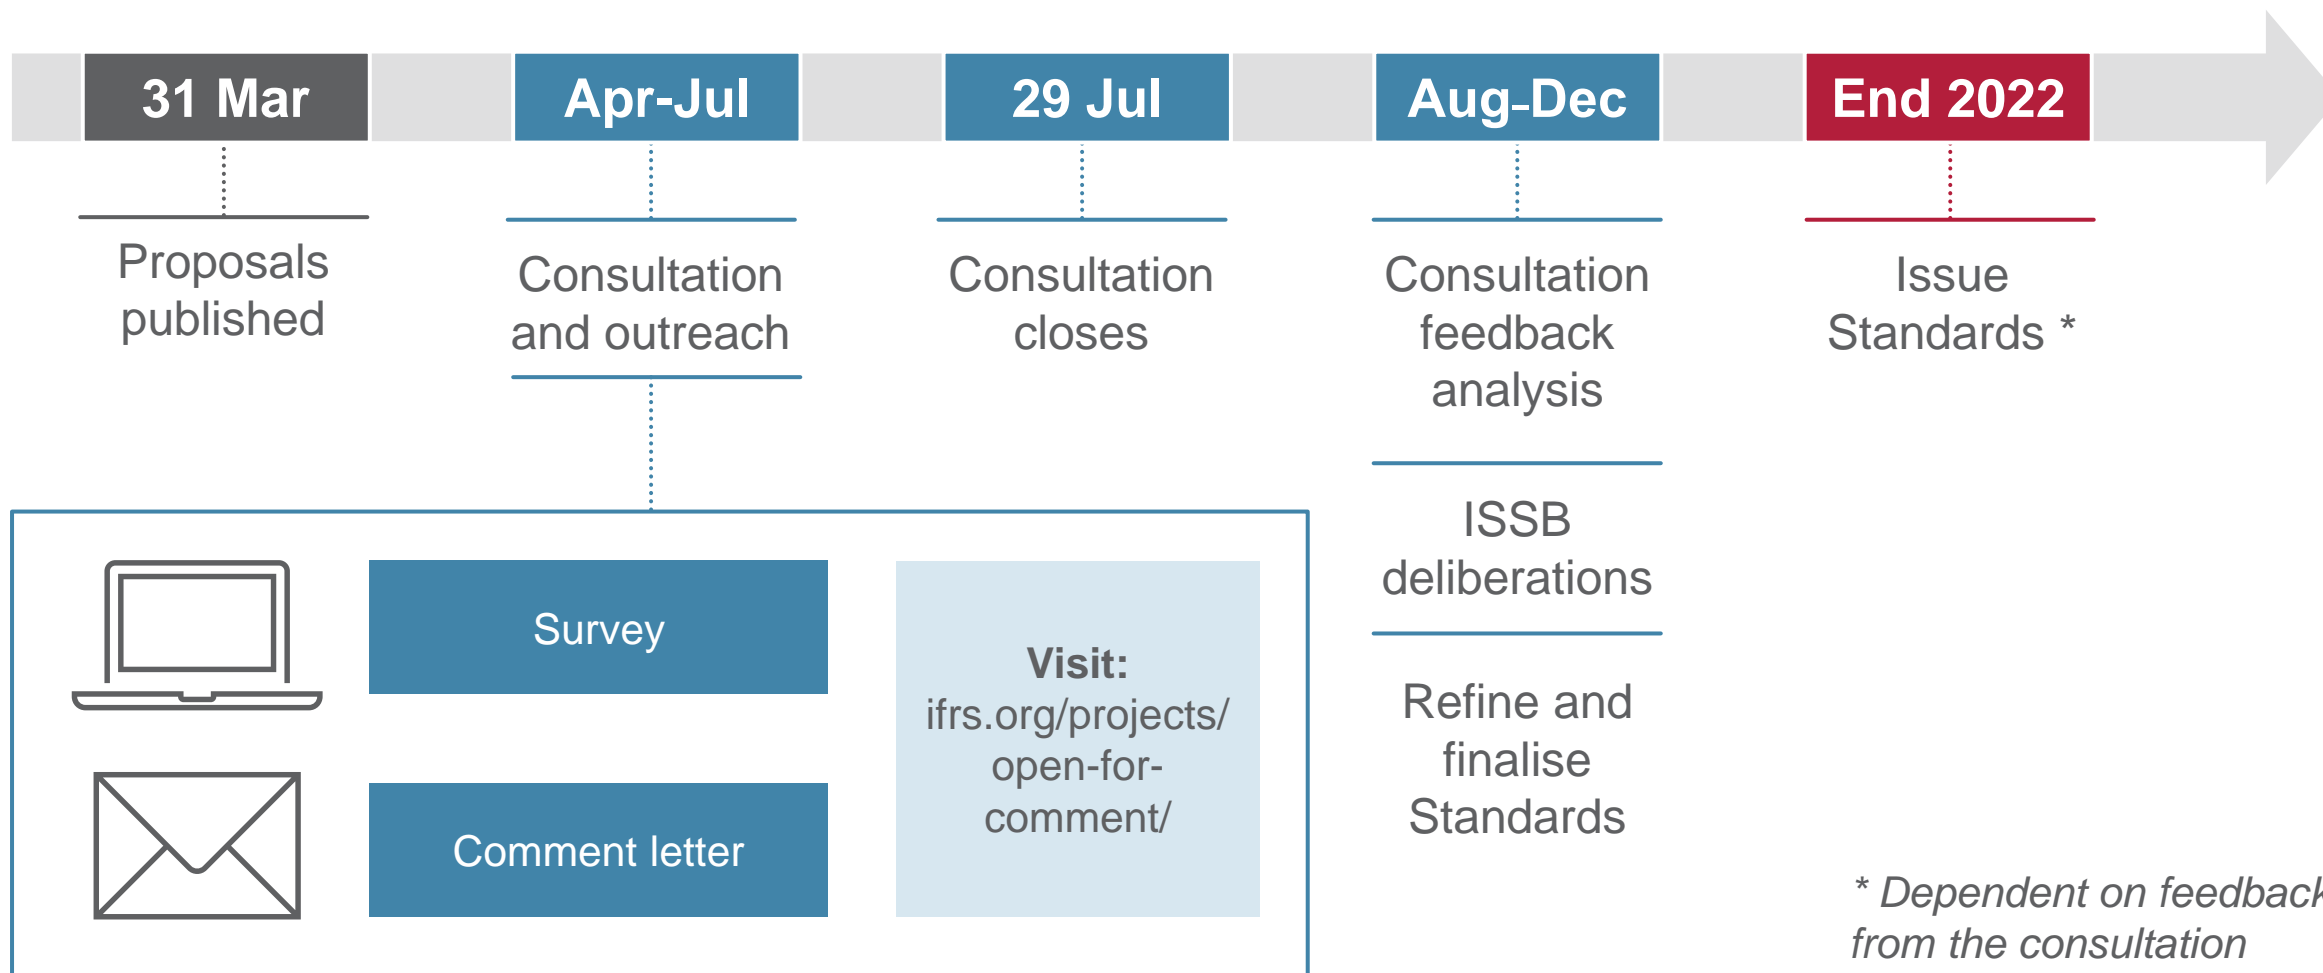 31 Mar
Apr-Jul
29 Jul
Aug-Dec
End 2022
Proposals
published
Consultation
and outreach
Consultation
closes
Consultation
feedback
analysis
ISSB
deliberations
Refine and
finalise
Standards
Issue
Standards *
Survey
Comment letter
Visit:
ifrs.org/projects/
open-for-
comment/
* Dependent on feedback
from the consultation